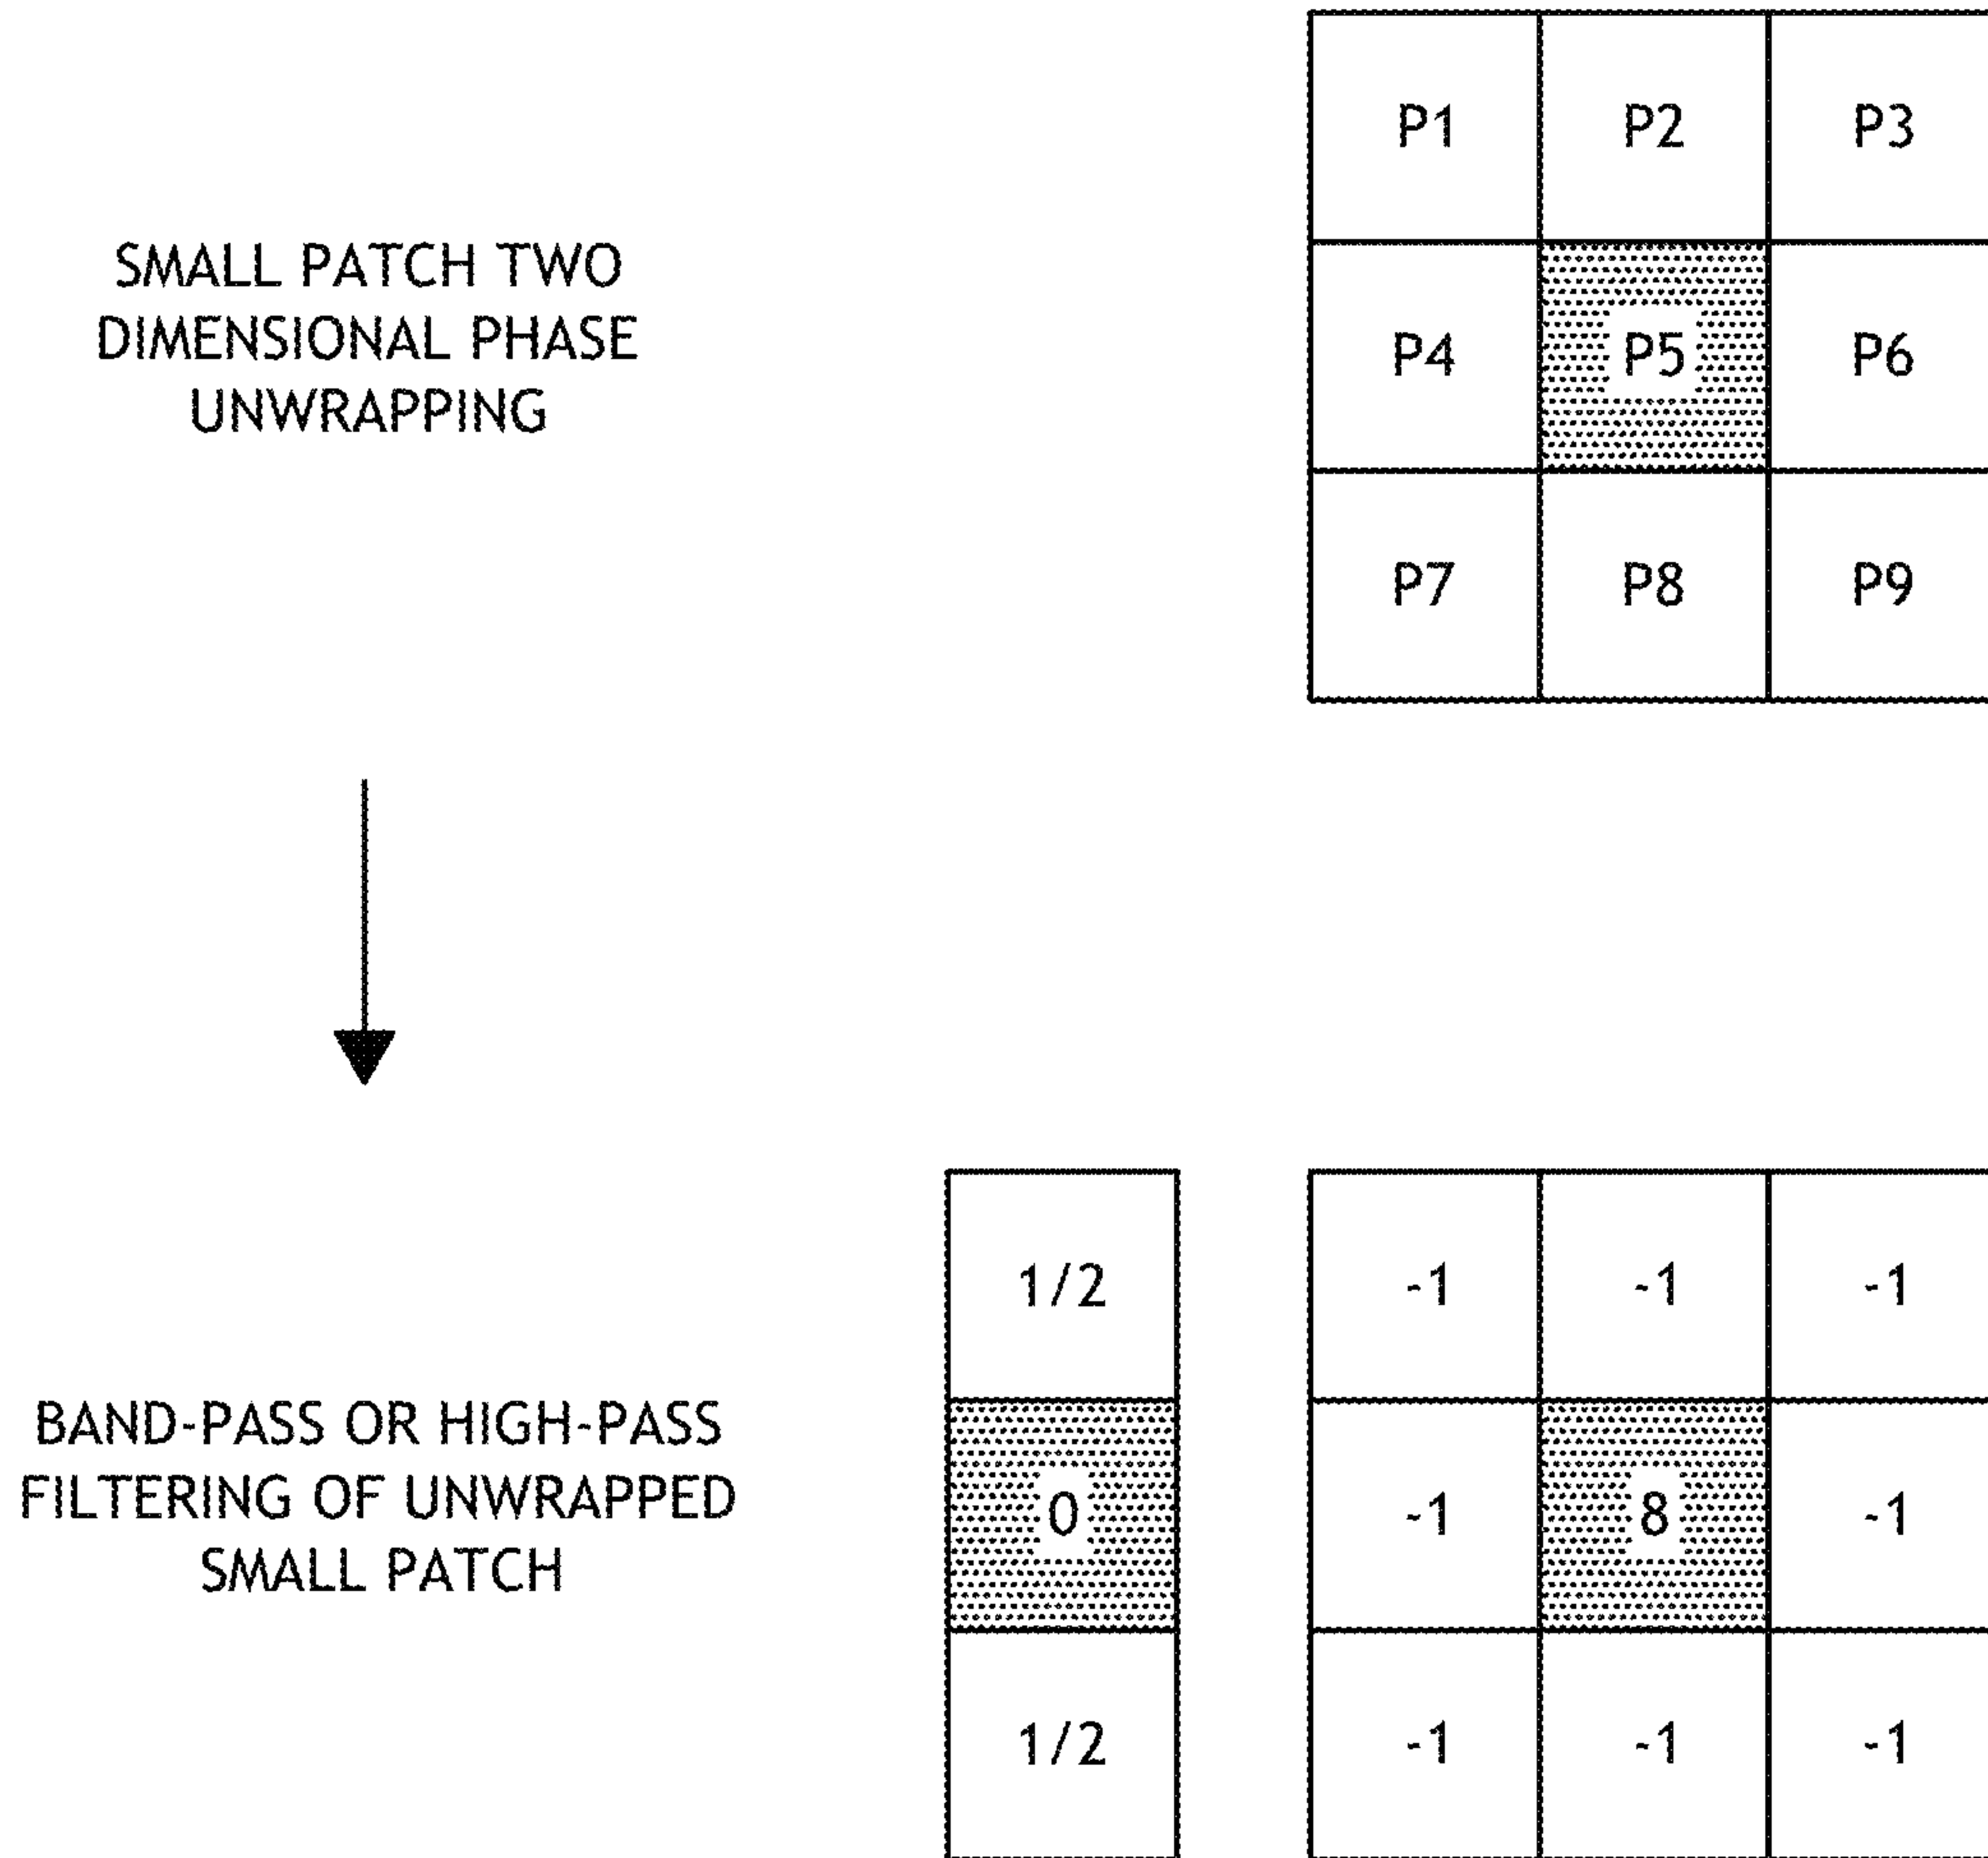 SMALL PATCH TWO
DIMENSIONAL PHASE
UNWRAPPING
P1 P2 P3
P4 P5 P6
P7 P8 P9
BAND-PASS OR HIGH-PASS
FILTERING OF UNWRAPPED
SMALL PATCH
1/2
0
1/2
-1 -1 -1
-1 8 -1
-1 -1 -1